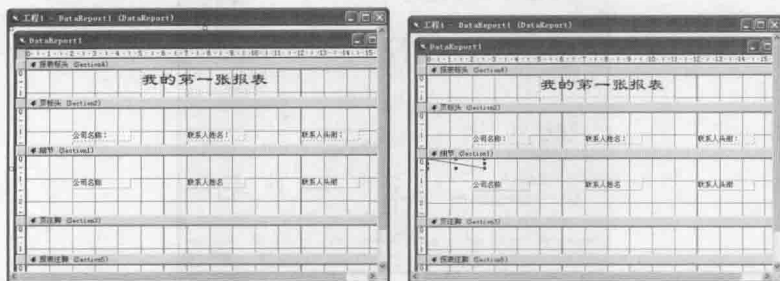 工程1 - DataReport1 (DataReport)
DataReport1
报表标头 (Section4)
我的第一张报表
页标头 (Section2)
公司名称： 联系人姓名： 联系人头衔：
细节 (Section1)
公司名称 联系人姓名 联系人头衔
页注脚 (Section3)
报表注脚 (Section5)
工程1 - DataReport1 (DataReport)
DataReport1
报表标头 (Section4)
我的第一张报表
页标头 (Section2)
公司名称： 联系人姓名： 联系人头衔：
细节 (Section1)
公司名称 联系人姓名 联系人头衔
页注脚 (Section3)
报表注脚 (Section5)